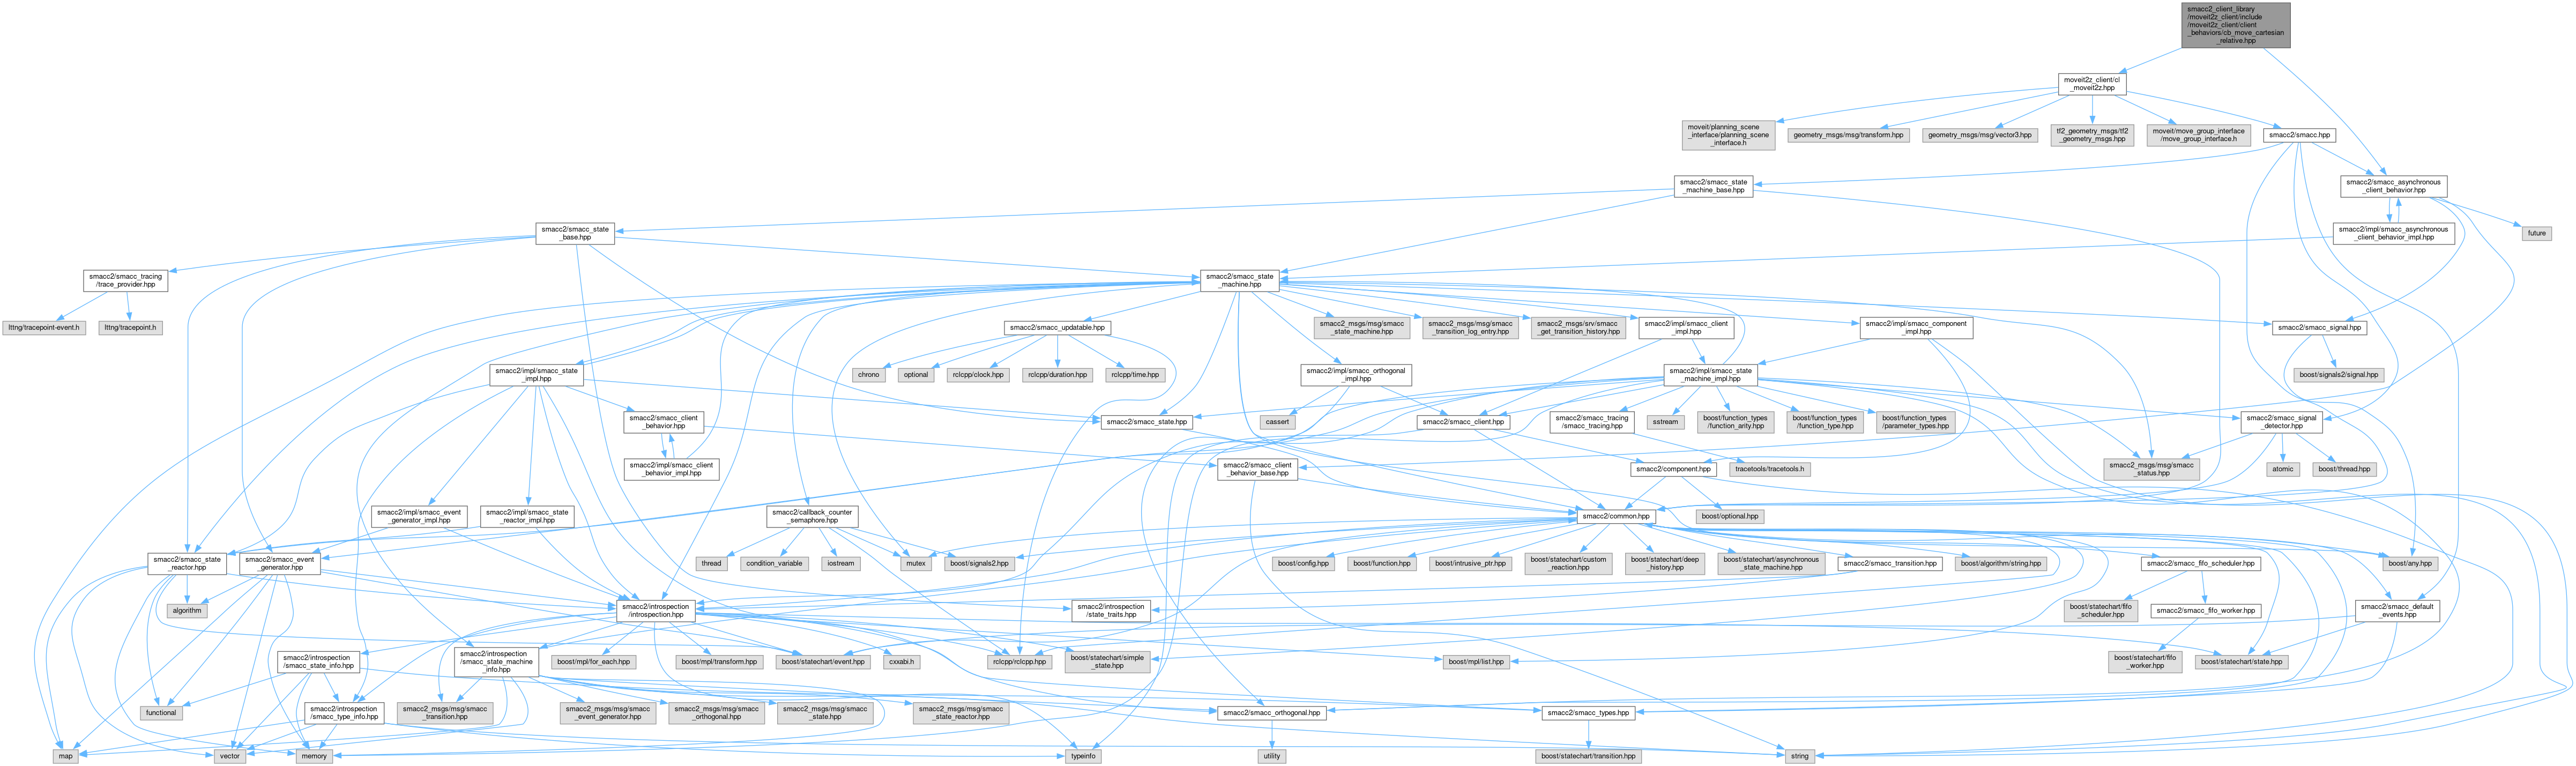 smacc2_client_library
/moveit2z_client/include
/moveit2z_client/client
_behaviors/cb_move_cartesian
_relative.hpp
moveit2z_client/cl
_moveit2z.hpp
moveit/planning_scene
_interface/planning_scene
_interface.h
geometry_msgs/msg/transform.hpp
geometry_msgs/msg/vector3.hpp
tf2_geometry_msgs/tf2
_geometry_msgs.hpp
moveit/move_group_interface
/move_group_interface.h
smacc2/smacc.hpp
smacc2/smacc_state
_machine_base.hpp
smacc2/smacc_asynchronous
_client_behavior.hpp
smacc2/smacc_state
_base.hpp
smacc2/impl/smacc_asynchronous
_client_behavior_impl.hpp
future
smacc2/smacc_tracing
/trace_provider.hpp
smacc2/smacc_state
_machine.hpp
lttng/tracepoint-event.h
lttng/tracepoint.h
smacc2/smacc_updatable.hpp
smacc2_msgs/msg/smacc
_state_machine.hpp
smacc2_msgs/msg/smacc
_transition_log_entry.hpp
smacc2_msgs/srv/smacc
_get_transition_history.hpp
smacc2/impl/smacc_client
_impl.hpp
smacc2/impl/smacc_component
_impl.hpp
smacc2/smacc_signal.hpp
smacc2/impl/smacc_state
_impl.hpp
chrono
optional
rclcpp/clock.hpp
rclcpp/duration.hpp
rclcpp/time.hpp
smacc2/impl/smacc_orthogonal
_impl.hpp
smacc2/impl/smacc_state
_machine_impl.hpp
boost/signals2/signal.hpp
smacc2/smacc_client
_behavior.hpp
smacc2/smacc_state.hpp
cassert
smacc2/smacc_client.hpp
smacc2/smacc_tracing
/smacc_tracing.hpp
sstream
boost/function_types
/function_arity.hpp
boost/function_types
/function_type.hpp
boost/function_types
/parameter_types.hpp
smacc2/smacc_signal
_detector.hpp
smacc2/impl/smacc_client
_behavior_impl.hpp
smacc2/smacc_client
_behavior_base.hpp
smacc2/component.hpp
tracetools/tracetools.h
smacc2_msgs/msg/smacc
_status.hpp
atomic
boost/thread.hpp
smacc2/impl/smacc_event
_generator_impl.hpp
smacc2/impl/smacc_state
_reactor_impl.hpp
smacc2/callback_counter
_semaphore.hpp
smacc2/common.hpp
boost/optional.hpp
smacc2/smacc_state
_reactor.hpp
smacc2/smacc_event
_generator.hpp
thread
condition_variable
iostream
mutex
boost/signals2.hpp
boost/config.hpp
boost/function.hpp
boost/intrusive_ptr.hpp
boost/statechart/custom
_reaction.hpp
boost/statechart/deep
_history.hpp
boost/statechart/asynchronous
_state_machine.hpp
smacc2/smacc_transition.hpp
boost/algorithm/string.hpp
smacc2/smacc_fifo_scheduler.hpp
boost/any.hpp
algorithm
smacc2/introspection
/introspection.hpp
smacc2/introspection
/state_traits.hpp
boost/statechart/fifo
_scheduler.hpp
smacc2/smacc_fifo_worker.hpp
smacc2/smacc_default
_events.hpp
smacc2/introspection
/smacc_state_info.hpp
smacc2/introspection
/smacc_state_machine
_info.hpp
boost/mpl/for_each.hpp
boost/mpl/transform.hpp
boost/statechart/event.hpp
cxxabi.h
rclcpp/rclcpp.hpp
boost/statechart/simple
_state.hpp
boost/mpl/list.hpp
boost/statechart/fifo
_worker.hpp
boost/statechart/state.hpp
functional
smacc2/introspection
/smacc_type_info.hpp
smacc2_msgs/msg/smacc
_transition.hpp
smacc2_msgs/msg/smacc
_event_generator.hpp
smacc2_msgs/msg/smacc
_orthogonal.hpp
smacc2_msgs/msg/smacc
_state.hpp
smacc2_msgs/msg/smacc
_state_reactor.hpp
smacc2/smacc_orthogonal.hpp
smacc2/smacc_types.hpp
map
vector
memory
typeinfo
utility
boost/statechart/transition.hpp
string